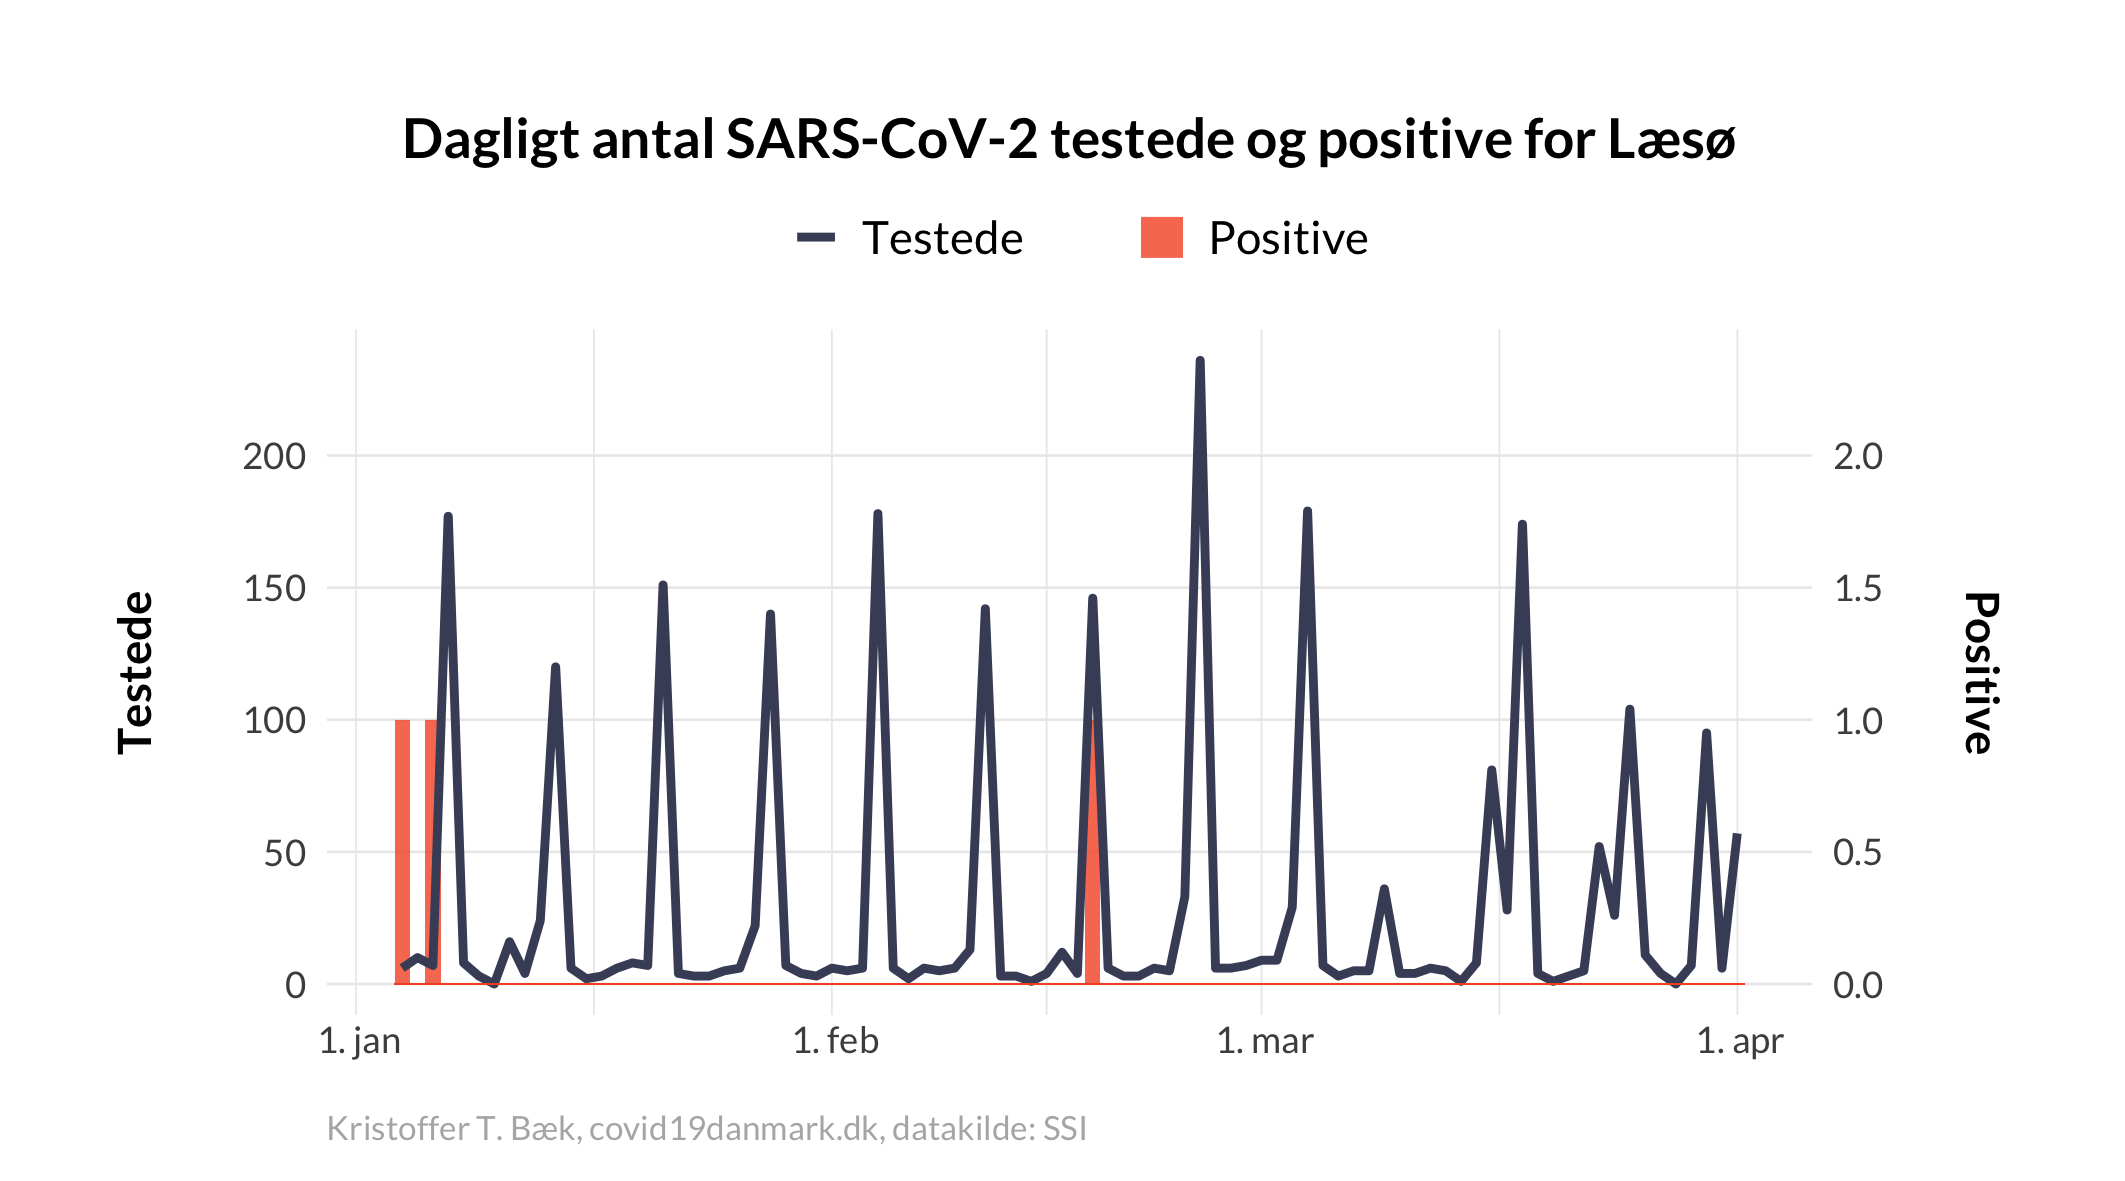 Dagligt antal SARS-CoV-2 testede og positive for Læsø
Testede Positive
200 2.0
150 1.5
100 1.0
50 0.5
0 0.0
Testede
Positive
1. jan 1. feb 1. mar 1. apr
Kristoffer T. Bæk, covid19danmark.dk, datakilde: SSI